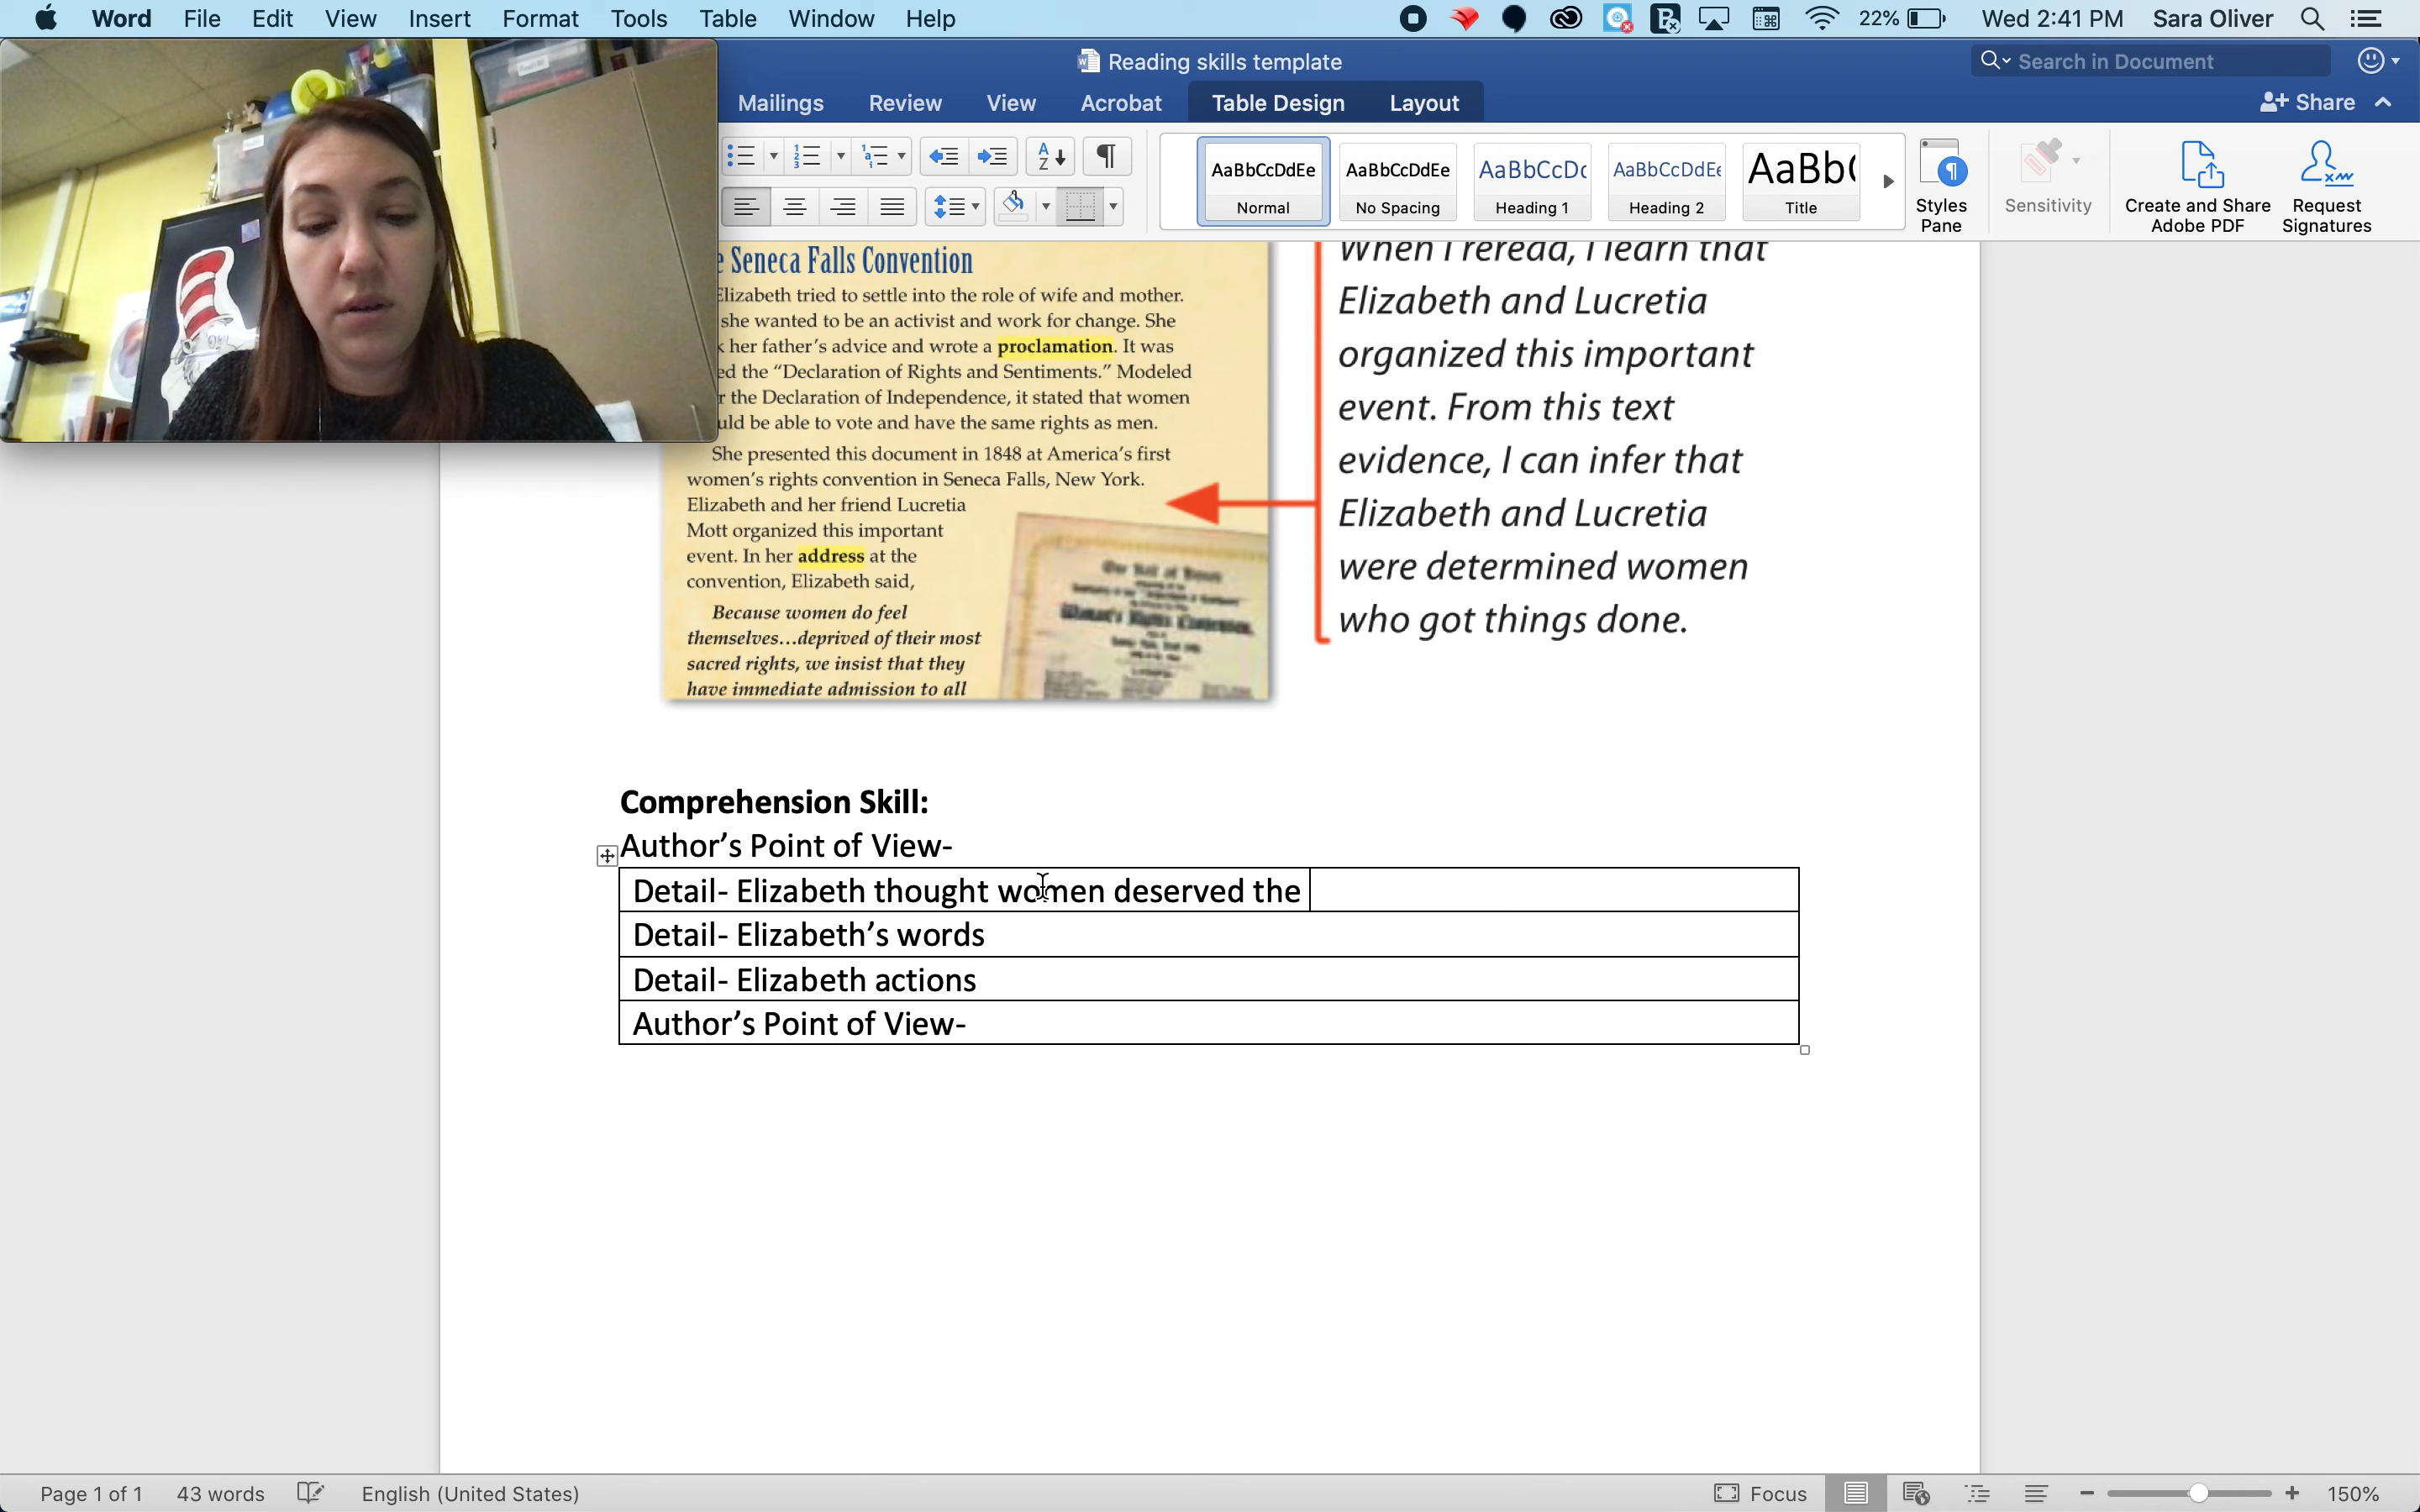 Word File Edit View Insert Format Tools Table Window Help 22% Wed 2:41 PM Sara Oliver
Reading skills template
Search in Document
Mailings Review View Acrobat Table Design Layout Share
AaBbCcDdEe AaBbCcDdEe AaBbCcDc AaBbCcDdEe AaBb(
Normal No Spacing Heading 1 Heading 2 Title
Styles Pane
Sensitivity
Create and Share Adobe PDF
Request Signatures
Seneca Falls Convention
Elizabeth tried to settle into the role of wife and mother.
she wanted to be an activist and work for change. She
her father's advice and wrote a proclamation. It was
ed the “Declaration of Rights and Sentiments.” Modeled
r the Declaration of Independence, it stated that women
uld be able to vote and have the same rights as men.
She presented this document in 1848 at America's first
women's rights convention in Seneca Falls, New York.
Elizabeth and her friend Lucretia
Mott organized this important
event. In her address at the
convention, Elizabeth said,
Because women do feel
themselves...deprived of their most
sacred rights, we insist that they
have immediate admission to all
When I reread, I learn that
Elizabeth and Lucretia
organized this important
event. From this text
evidence, I can infer that
Elizabeth and Lucretia
were determined women
who got things done.
Comprehension Skill:
Author’s Point of View-
Detail- Elizabeth thought women deserved the
Detail- Elizabeth’s words
Detail- Elizabeth actions
Author’s Point of View-
Page 1 of 1 43 words English (United States) Focus 150%